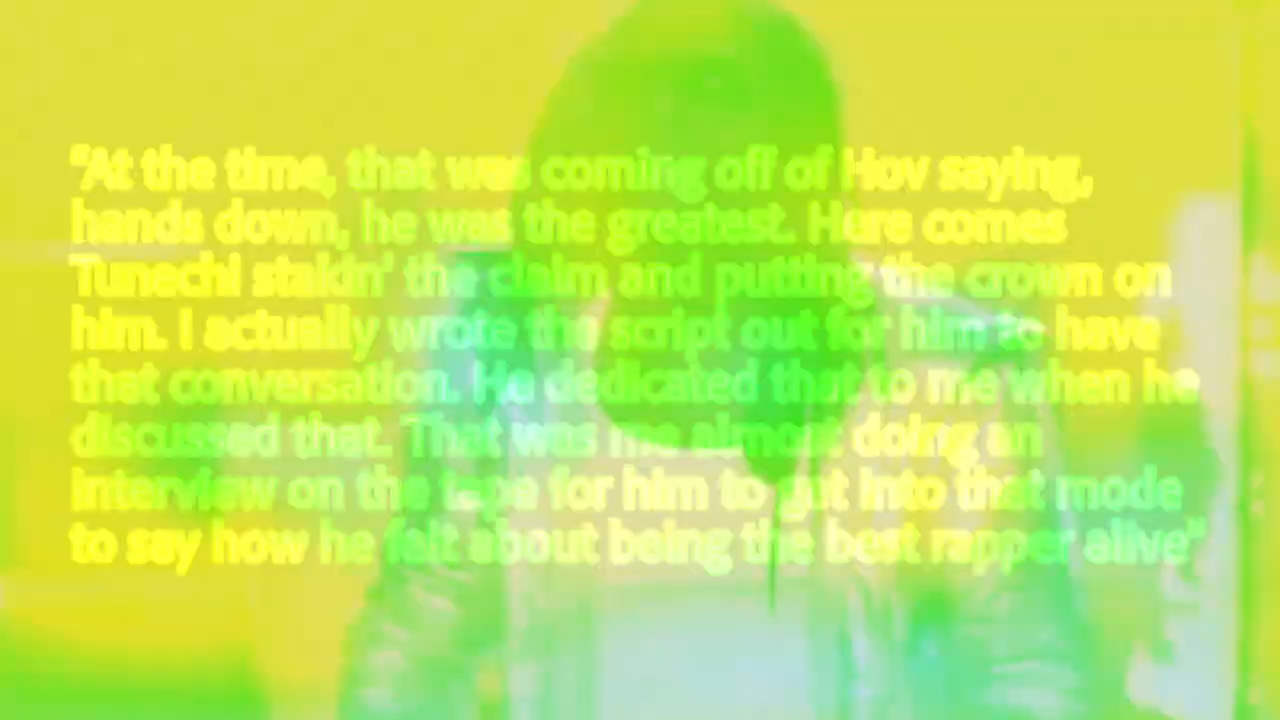 "At the time, that was coming off of Hov saying,
hands down, he was the greatest. Here comes
Tunechi stakin' the claim and putting the crown on
him. I actually wrote the script out for him to have
that conversation. He dedicated that to me when he
discussed that. That was me almost doing an
interview on the tape for him to get into that mode
to say how he felt about being the best rapper alive"